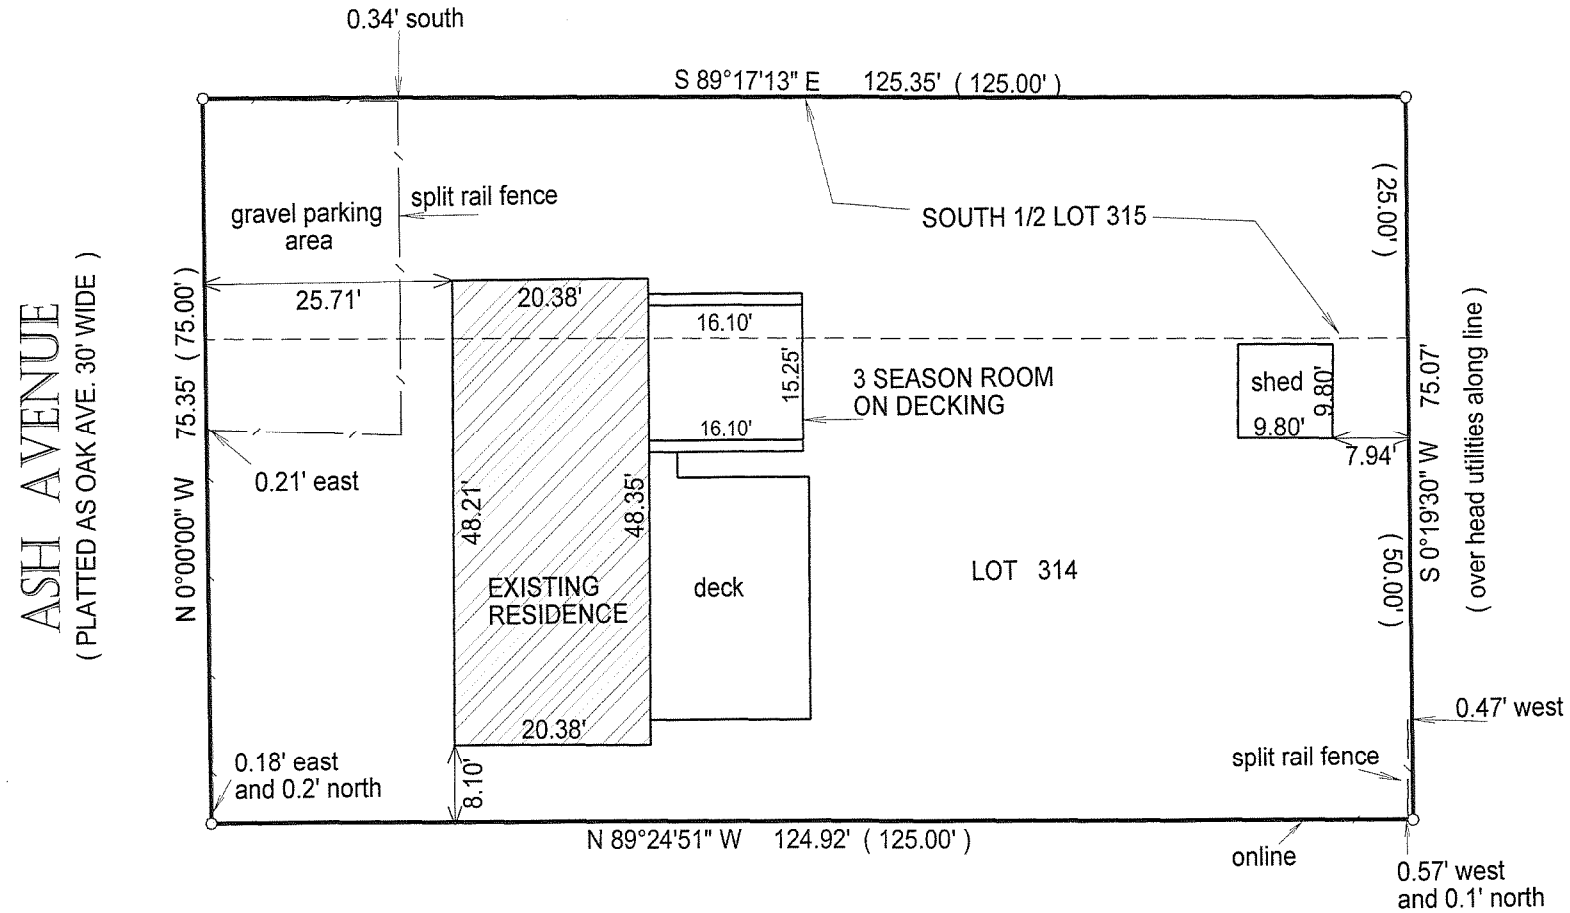 0.34' south
S 89°17'13" E 125.35' ( 125.00' )
split rail fence
gravel parking
area
( 25.00' )
SOUTH 1/2 LOT 315
25.71'
20.38'
16.10'
15.25'
3 SEASON ROOM
ON DECKING
16.10'
shed
9.80'
9.80'
7.94'
ASH AVENUE
( PLATTED AS OAK AVE. 30' WIDE )
N 0°00'00" W 75.35' ( 75.00' )
0.21' east
48.21'
48.35'
EXISTING
RESIDENCE
deck
LOT 314
( 50.00' )
S 0°19'30" W 75.07'
( over head utilities along line )
20.38'
8.10'
0.18' east
and 0.2' north
0.47' west
split rail fence
N 89°24'51" W 124.92' ( 125.00' )
online
0.57' west
and 0.1' north